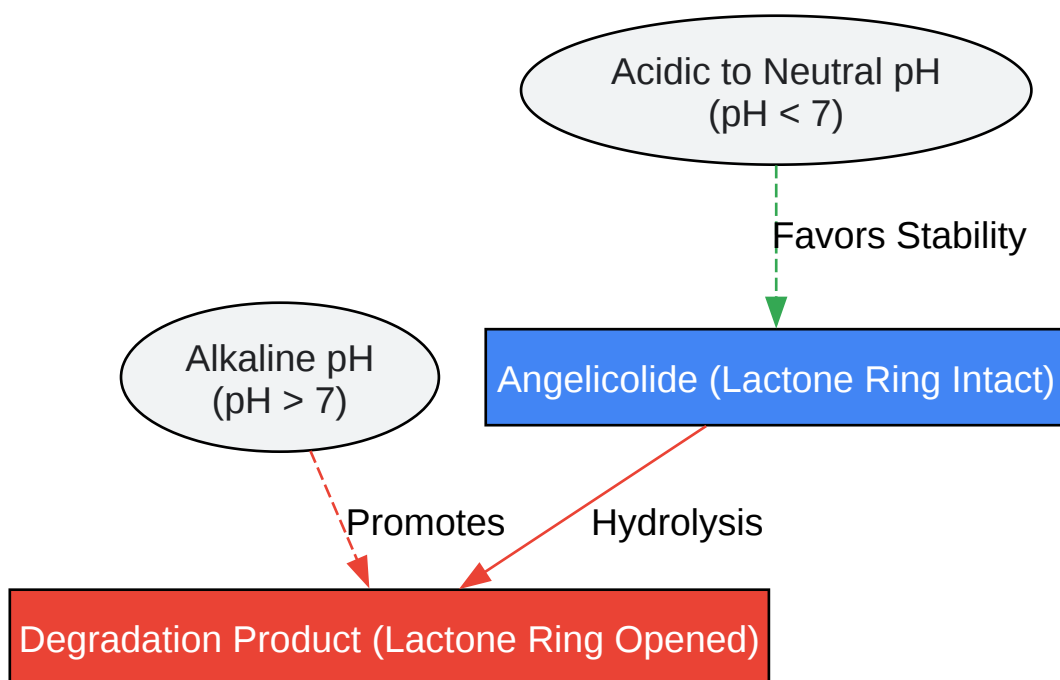 Acidic to Neutral pH
(pH < 7)
Favors Stability
Alkaline pH
(pH > 7)
Angelicolide (Lactone Ring Intact)
Promotes
Hydrolysis
Degradation Product (Lactone Ring Opened)